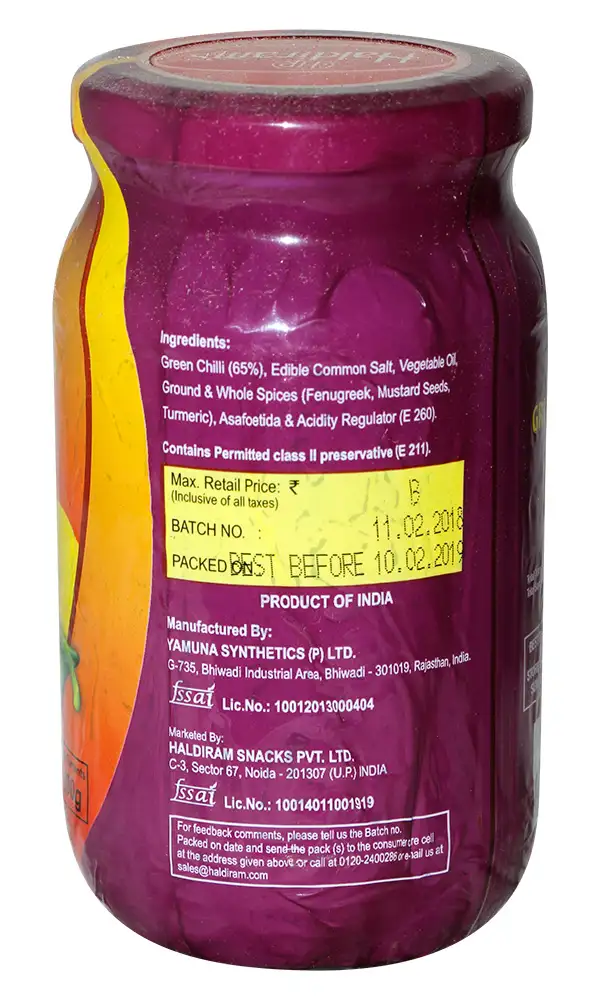 Haldiram's
Ingredients:
Green Chilli (65%), Edible Common Salt, Vegetable Oil,
Ground & Whole Spices (Fenugreek, Mustard Seeds,
Turmeric), Asafoetida & Acidity Regulator (E 260).
Contains Permitted class II preservative (E 211).
Max. Retail Price: ₹ B
(Inclusive of all taxes)
BATCH NO. : 11.02.2018
PACKED ON BEST BEFORE 10.02.2019
PRODUCT OF INDIA
Manufactured By:
YAMUNA SYNTHETICS (P) LTD.
G-735, Bhiwadi Industrial Area, Bhiwadi - 301019, Rajasthan, India.
fssai Lic.No.: 10012013000404
Marketed By:
HALDIRAM SNACKS PVT. LTD.
C-3, Sector 67, Noida - 201307 (U.P.) INDIA
fssai Lic.No.: 10014011001919
For feedback comments, please tell us the Batch no.
Packed on date and send the pack (s) to the consumer care cell
at the address given above or call at 0120-2400286 or e-mail us at
sales@haldiram.com